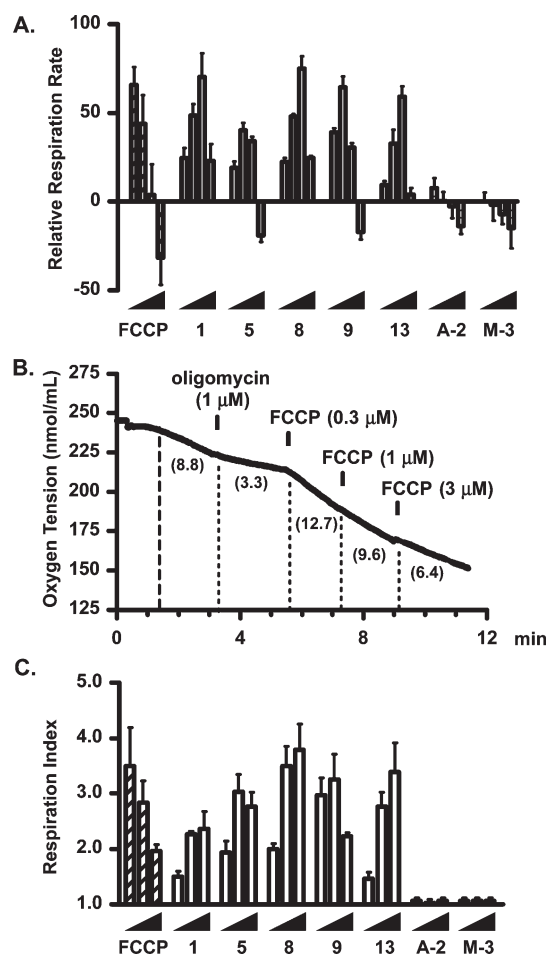 A.
Relative Respiration Rate
100
50
0
-50
FCCP 1 5 8 9 13 A-2 M-3
B.
Oxygen Tension (nmol/mL)
275
250
225
200
175
150
125
oligomycin
(1 μM)
FCCP (0.3 μM)
FCCP (1 μM)
FCCP (3 μM)
(8.8)
(3.3)
(12.7)
(9.6)
(6.4)
0 4 8 12 min
C.
Respiration Index
5.0
4.0
3.0
2.0
1.0
FCCP 1 5 8 9 13 A-2 M-3